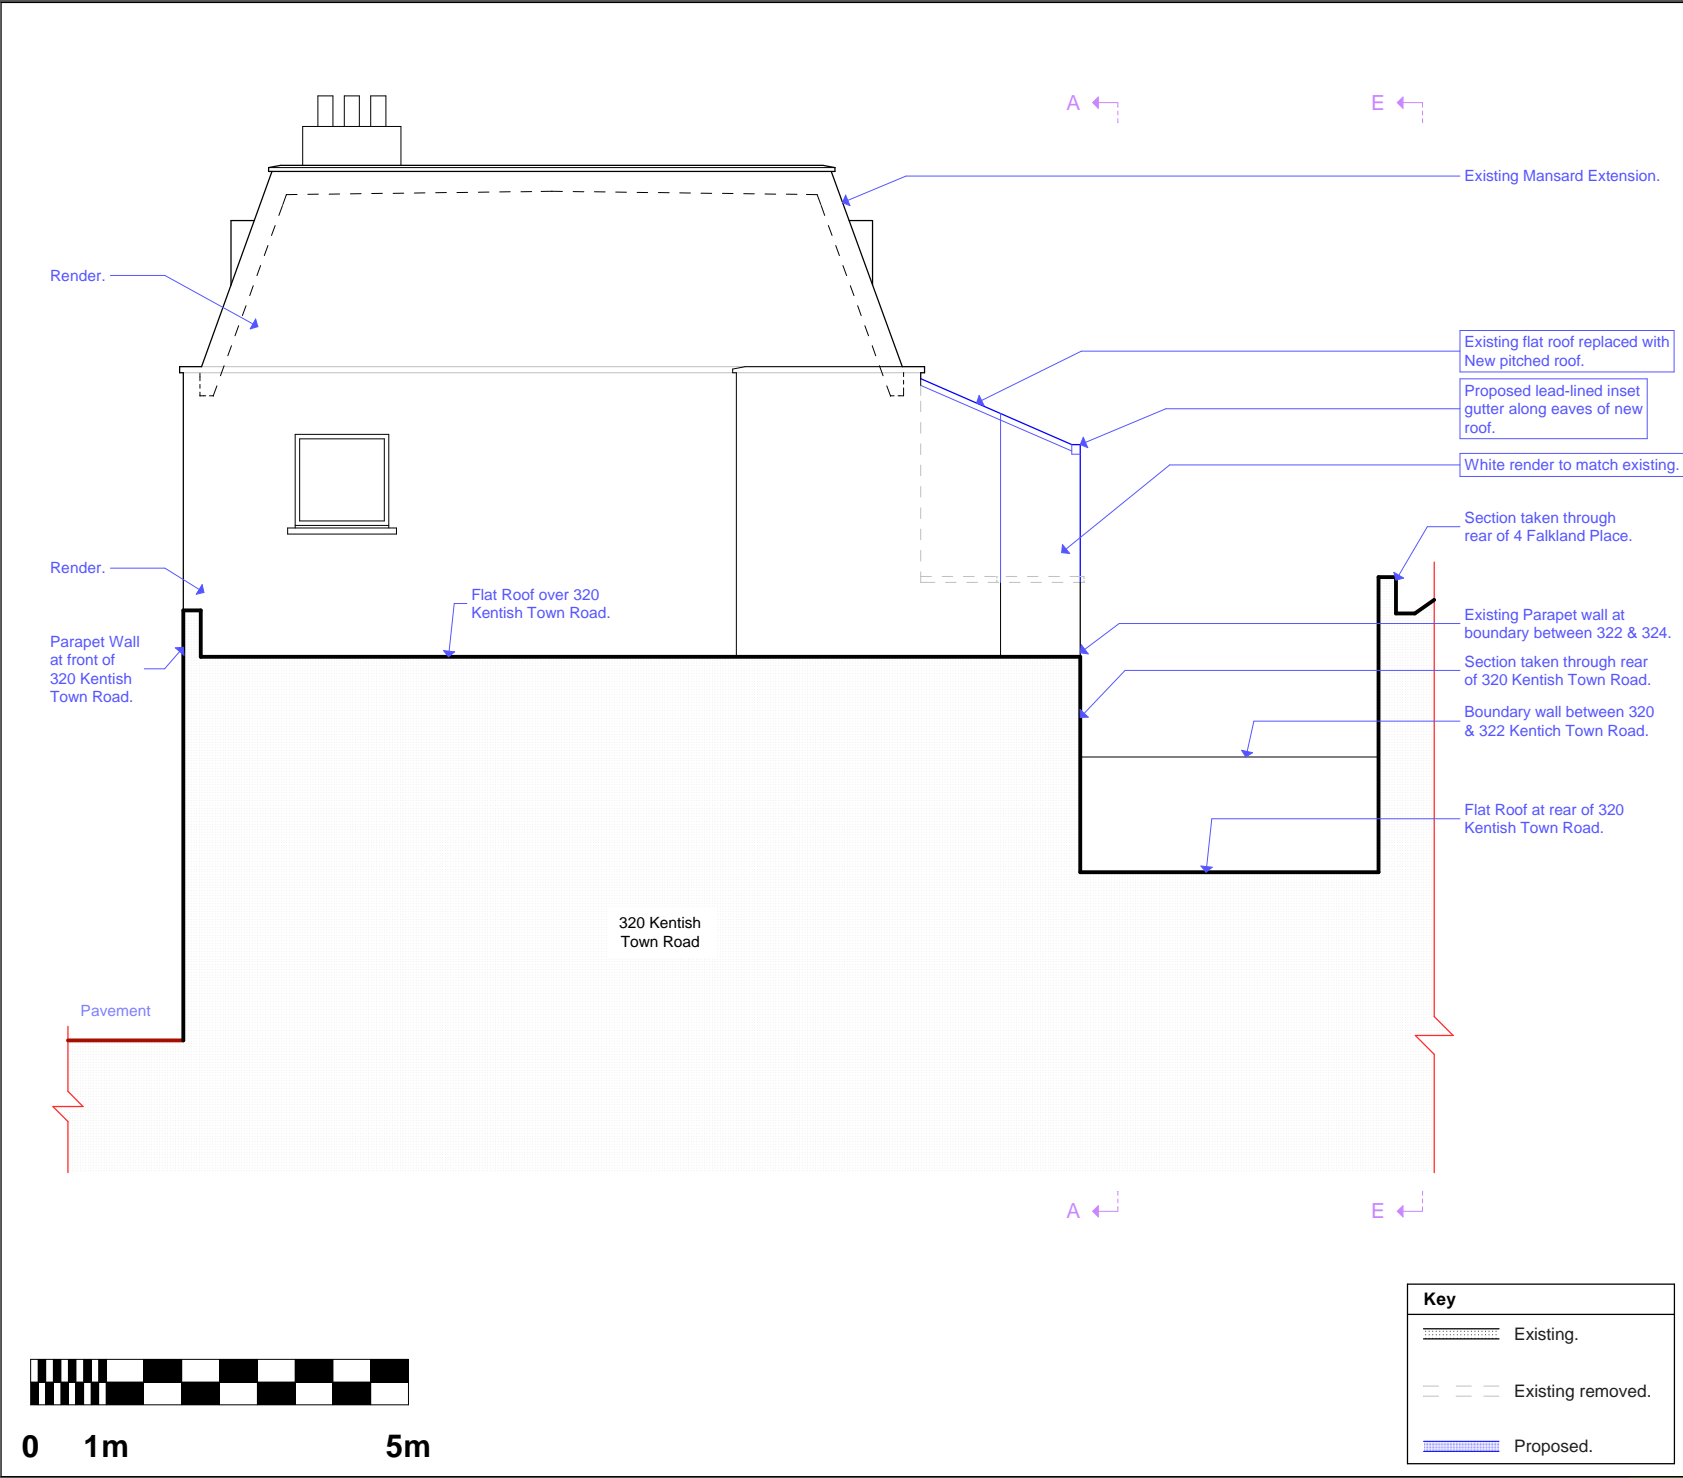 A
E
Existing Mansard Extension.
Render.
Existing flat roof replaced with
New pitched roof.
Proposed lead-lined inset
gutter along eaves of new
roof.
White render to match existing.
Section taken through
rear of 4 Falkland Place.
Render.
Flat Roof over 320
Kentish Town Road.
Parapet Wall
at front of
320 Kentish
Town Road.
Existing Parapet wall at
boundary between 322 & 324.
Section taken through rear
of 320 Kentish Town Road.
Boundary wall between 320
& 322 Kentich Town Road.
Flat Roof at rear of 320
Kentish Town Road.
320 Kentish
Town Road
Pavement
A
E
Key
Existing.
Existing removed.
Proposed.
0 1m 5m